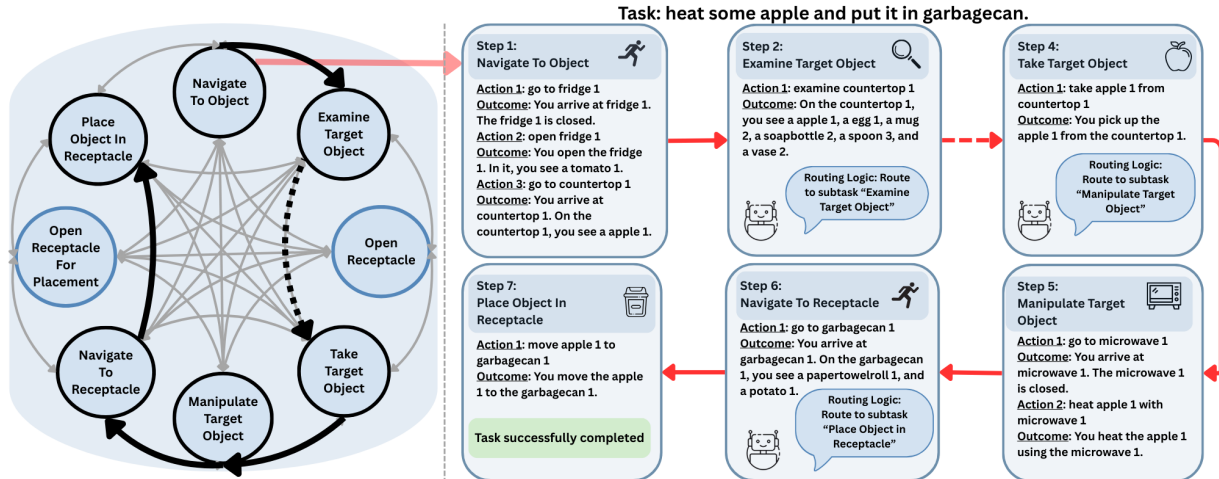 Task: heat some apple and put it in garbagecan.
Navigate
To Object
Examine
Target
Object
Open
Receptacle
Take
Target
Object
Manipulate
Target
Object
Navigate
To
Receptacle
Open
Receptacle
For
Placement
Place
Object In
Receptacle
Step 1:
Navigate To Object
Action 1: go to fridge 1
Outcome: You arrive at fridge 1.
The fridge 1 is closed.
Action 2: open fridge 1
Outcome: You open the fridge
1. In it, you see a tomato 1.
Action 3: go to countertop 1
Outcome: You arrive at
countertop 1. On the
countertop 1, you see a apple 1.
Step 2:
Examine Target Object
Action 1: examine countertop 1
Outcome: On the countertop 1,
you see a apple 1, a egg 1, a mug
2, a soapbottle 2, a spoon 3, and
a vase 2.
Routing Logic: Route
to subtask “Examine
Target Object”
Step 4:
Take Target Object
Action 1: take apple 1 from
countertop 1
Outcome: You pick up the
apple 1 from the countertop 1.
Routing Logic:
Route to subtask
“Manipulate Target
Object”
Step 5:
Manipulate Target
Object
Action 1: go to microwave 1
Outcome: You arrive at
microwave 1. The microwave 1
is closed.
Action 2: heat apple 1 with
microwave 1
Outcome: You heat the apple 1
using the microwave 1.
Step 6:
Navigate To Receptacle
Action 1: go to garbagecan 1
Outcome: You arrive at
garbagecan 1. On the garbagecan
1, you see a papertowelroll 1, and
a potato 1.
Routing Logic:
Route to subtask
“Place Object in
Receptacle”
Step 7:
Place Object In
Receptacle
Action 1: move apple 1 to
garbagecan 1
Outcome: You move the apple
1 to the garbagecan 1.
Task successfully completed